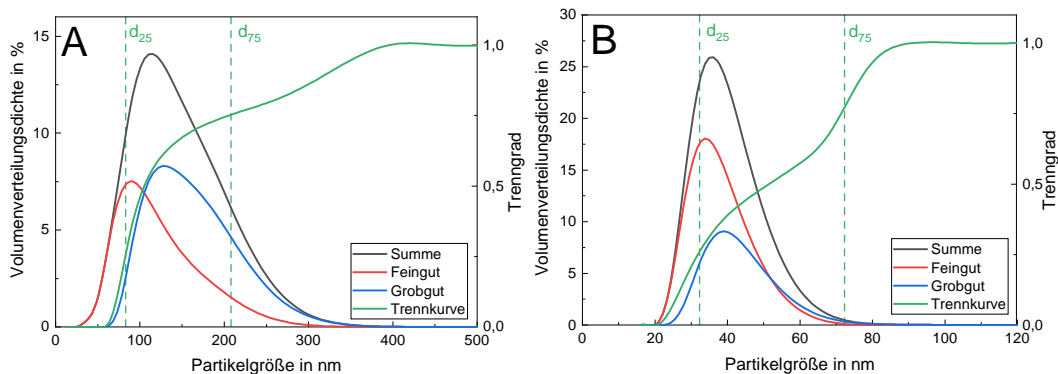 A
d25
d75
15
10
5
0
Volumenverteilungsdichte in %
1,0
0,5
0,0
Trenngrad
Summe
Feingut
Grobgut
Trennkurve
0 100 200 300 400 500
Partikelgröße in nm
B
d25
d75
30
25
20
15
10
5
0
Volumenverteilungsdichte in %
1,0
0,5
0,0
Trenngrad
Summe
Feingut
Grobgut
Trennkurve
0 20 40 60 80 100 120
Partikelgröße in nm